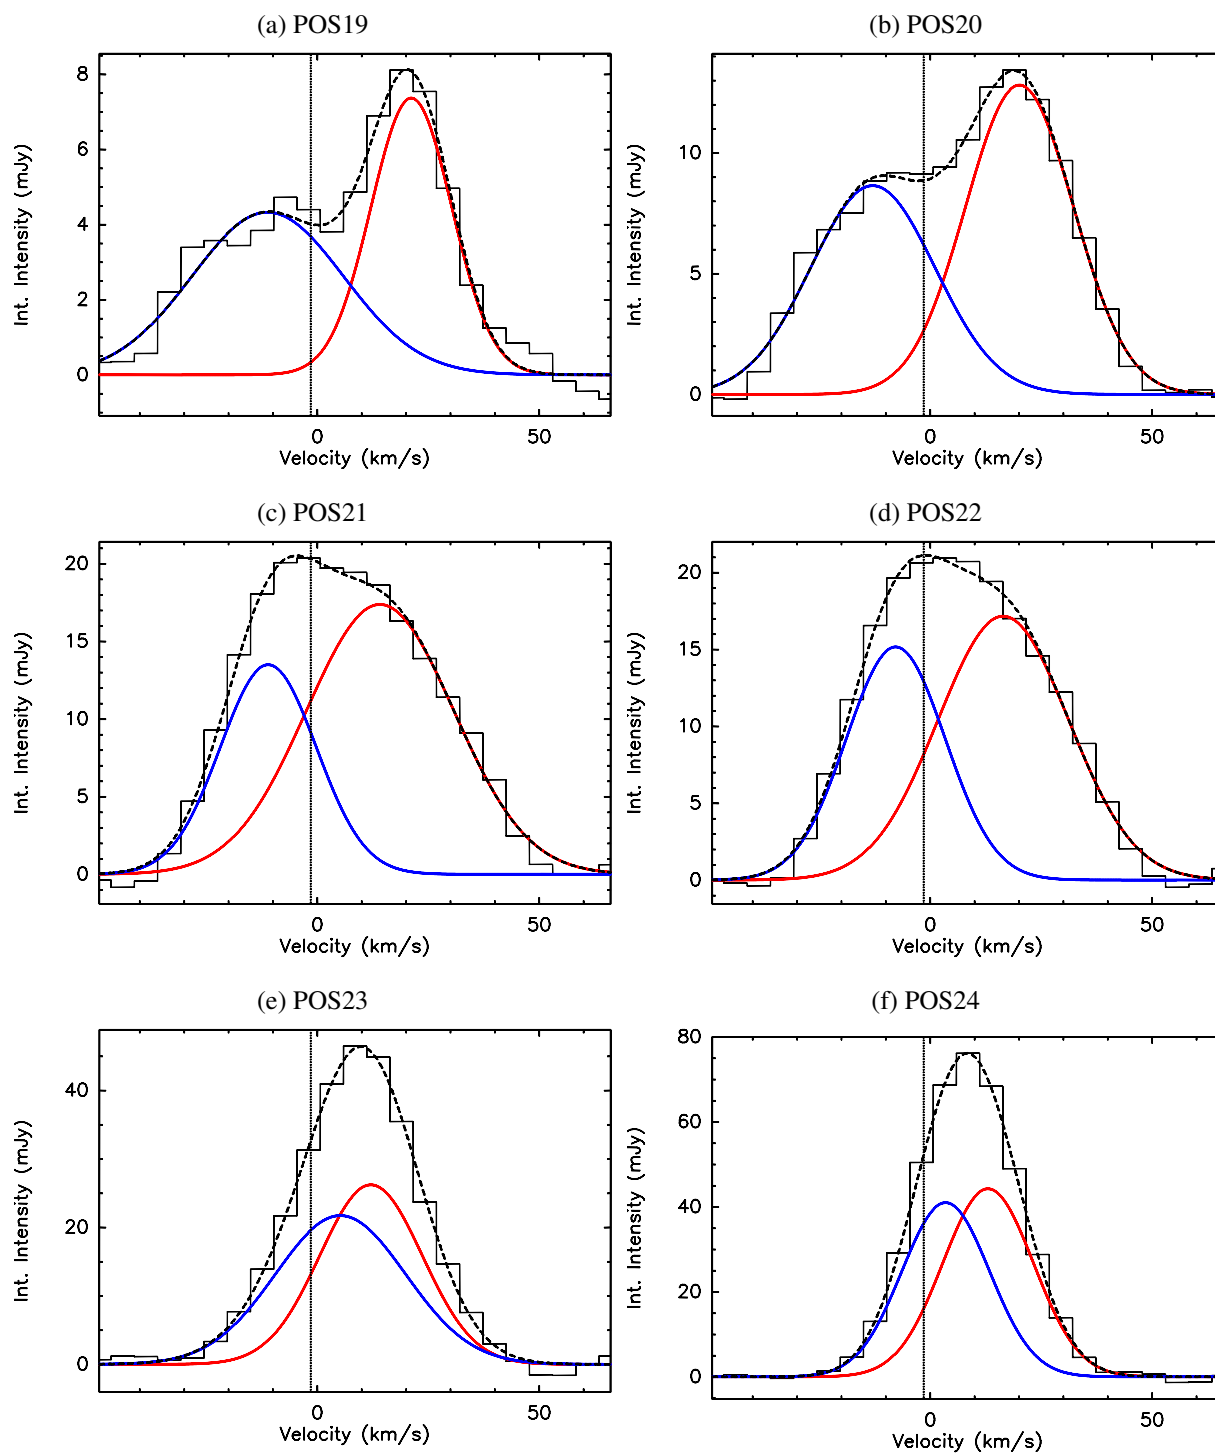 (a) POS19
(b) POS20
8
6
4
2
0
Int. Intensity (mJy)
0
50
Velocity (km/s)
10
5
0
Int. Intensity (mJy)
0
50
Velocity (km/s)
(c) POS21
(d) POS22
20
15
10
5
0
Int. Intensity (mJy)
0
50
Velocity (km/s)
20
15
10
5
0
Int. Intensity (mJy)
0
50
Velocity (km/s)
(e) POS23
(f) POS24
40
20
0
Int. Intensity (mJy)
0
50
Velocity (km/s)
80
60
40
20
0
Int. Intensity (mJy)
0
50
Velocity (km/s)